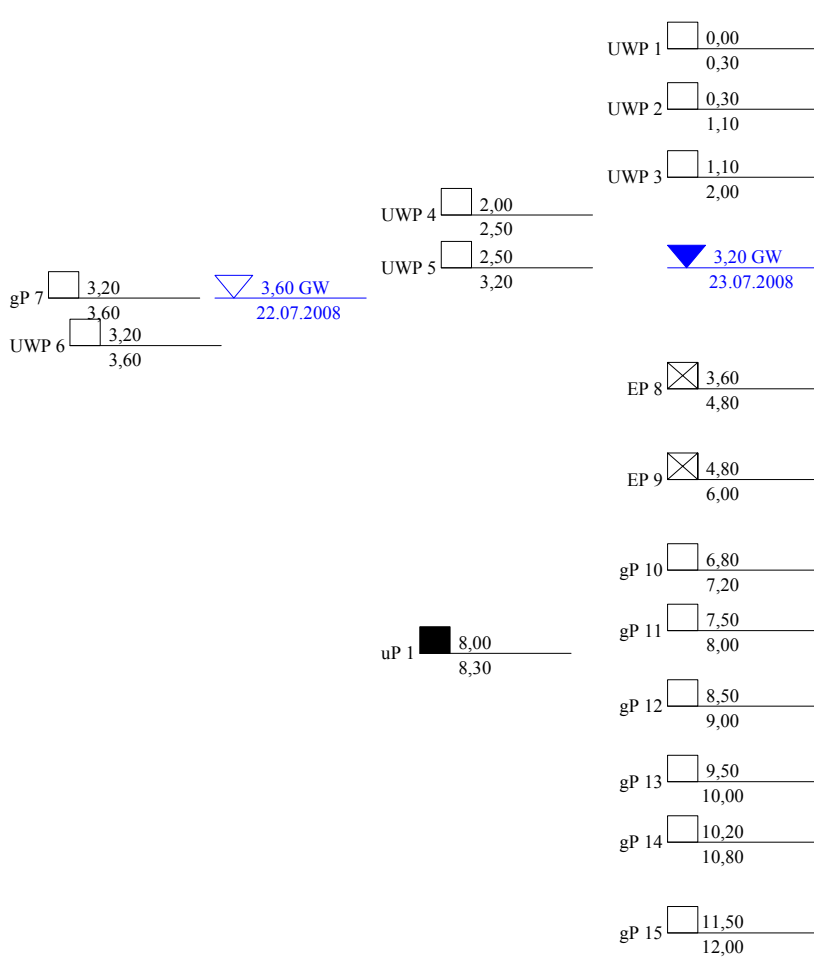 UWP 1 0,00
0,30
UWP 2 0,30
1,10
UWP 3 1,10
2,00
UWP 4 2,00
2,50
UWP 5 2,50
3,20
3,20 GW
23.07.2008
gP 7 3,20
3,60
3,60 GW
22.07.2008
UWP 6 3,20
3,60
EP 8 3,60
4,80
EP 9 4,80
6,00
gP 10 6,80
7,20
gP 11 7,50
8,00
uP 1 8,00
8,30
gP 12 8,50
9,00
gP 13 9,50
10,00
gP 14 10,20
10,80
gP 15 11,50
12,00